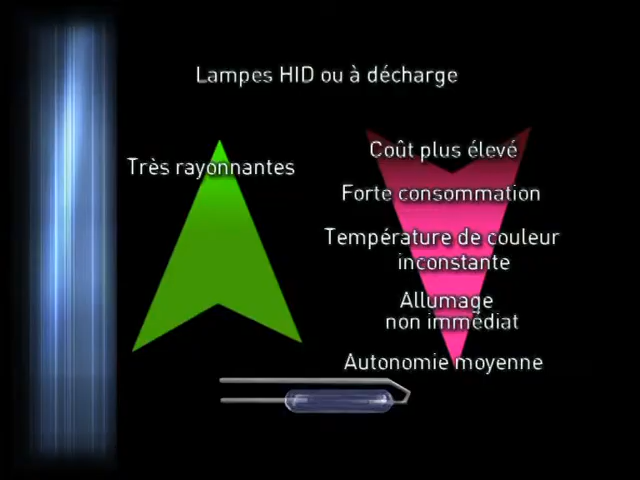 Lampes HID ou à décharge
Très rayonnantes
Coût plus élevé
Forte consommation
Température de couleur
inconstante
Allumage
non immédiat
Autonomie moyenne